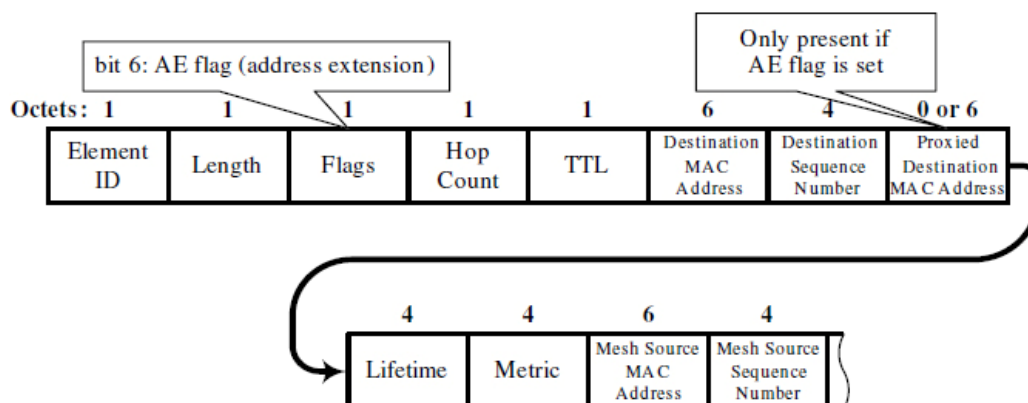 bit 6: AE flag (address extension)
Only present if
AE flag is set
Octets: 1 1 1 1 1 6 4 0 or 6
Element
ID
Length
Flags
Hop
Count
TTL
Destination
MAC
Address
Destination
Sequence
Number
Proxied
Destination
MAC Address
4 4 6 4
Lifetime
Metric
Mesh Source
MAC
Address
Mesh Source
Sequence
Number